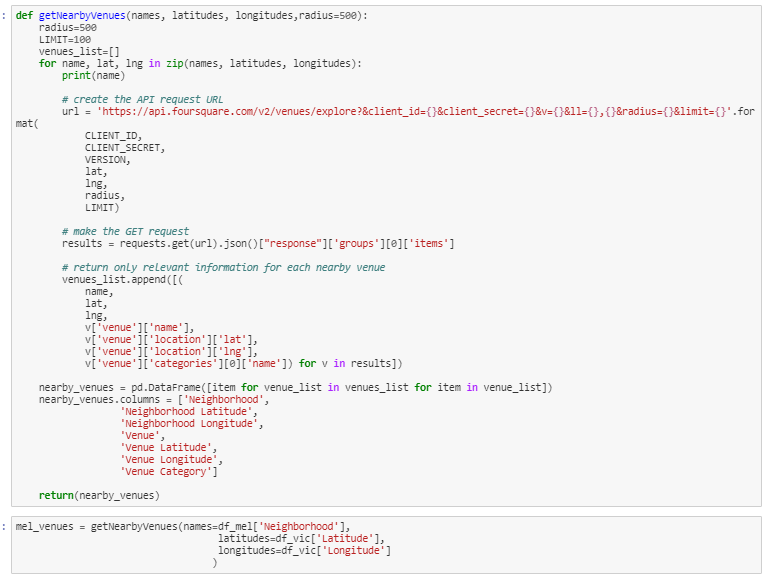 : def getNearbyVenues(names, latitudes, longitudes,radius=500):
    radius=500
    LIMIT=100
    venues_list=[]
    for name, lat, lng in zip(names, latitudes, longitudes):
        print(name)
        # create the API request URL
        url = 'https://api.foursquare.com/v2/venues/explore?&client_id={}&client_secret={}&v={}&ll={},{}&radius={}&limit={}'.for
mat(
            CLIENT_ID,
            CLIENT_SECRET,
            VERSION,
            lat,
            lng,
            radius,
            LIMIT)
        # make the GET request
        results = requests.get(url).json()["response"]['groups'][0]['items']
        # return only relevant information for each nearby venue
        venues_list.append([(
            name,
            lat,
            lng,
            v['venue']['name'],
            v['venue']['location']['lat'],
            v['venue']['location']['lng'],
            v['venue']['categories'][0]['name']) for v in results])
    nearby_venues = pd.DataFrame([item for venue_list in venues_list for item in venue_list])
    nearby_venues.columns = ['Neighborhood',
                  'Neighborhood Latitude',
                  'Neighborhood Longitude',
                  'Venue',
                  'Venue Latitude',
                  'Venue Longitude',
                  'Venue Category']
    return(nearby_venues)
: mel_venues = getNearbyVenues(names=df_mel['Neighborhood'],
                                   latitudes=df_vic['Latitude'],
                                   longitudes=df_vic['Longitude']
                                  )